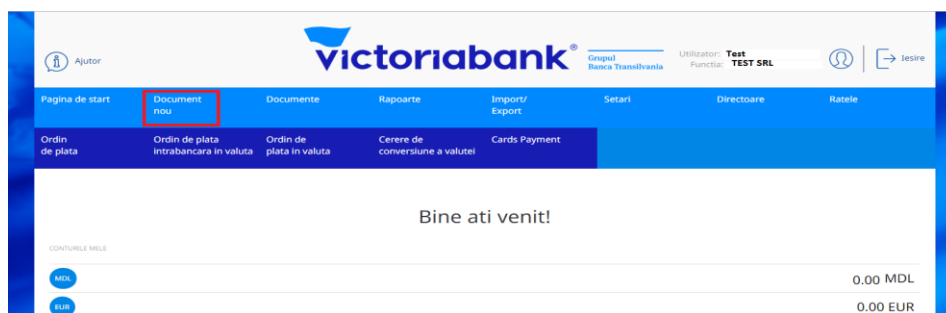 Ajutor
victoriabank®
Grupul
Banca Transilvania
Utilizator: Test
Functia: TEST SRL
Iesire
Pagina de start
Document
nou
Documente
Rapoarte
Import/
Export
Setari
Directoare
Ratele
Ordin
de plata
Ordin de plata
intrabancara in valuta
Ordin de
plata in valuta
Cerere de
conversiune a valutei
Cards Payment
Bine ati venit!
CONTURILE MELE
MDL
0.00 MDL
EUR
0.00 EUR